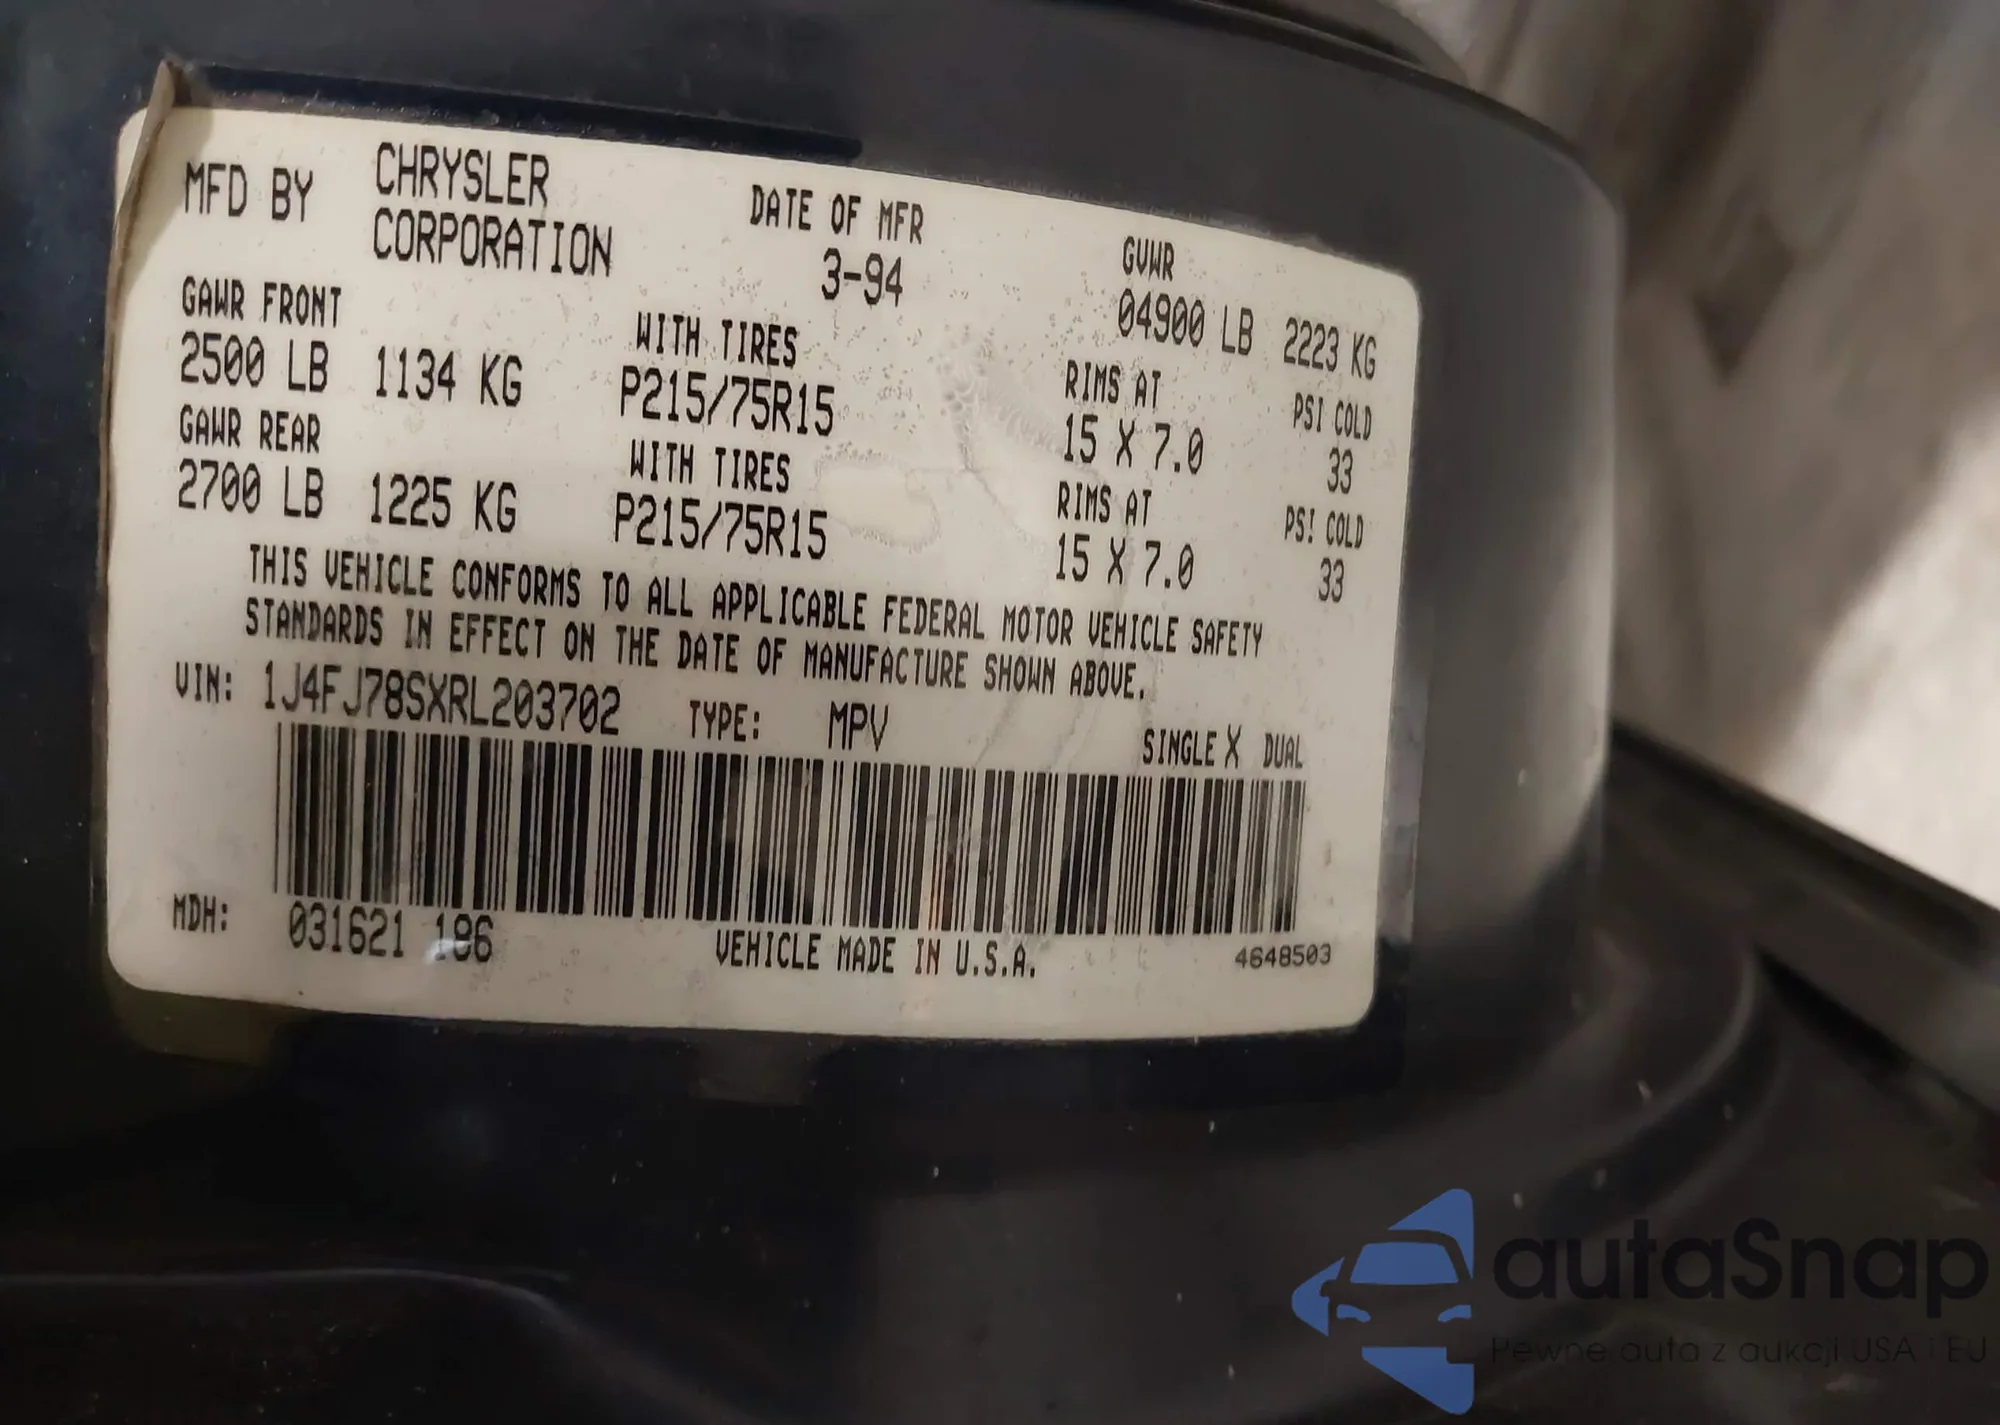 MFD BY CHRYSLER CORPORATION
DATE OF MFR 3-94
GVWR 04900 LB 2223 KG
GAWR FRONT WITH TIRES RIMS AT PSI COLD
2500 LB 1134 KG P215/75R15 15 X 7.0 33
GAWR REAR WITH TIRES RIMS AT PSI COLD
2700 LB 1225 KG P215/75R15 15 X 7.0 33
THIS VEHICLE CONFORMS TO ALL APPLICABLE FEDERAL MOTOR VEHICLE SAFETY
STANDARDS IN EFFECT ON THE DATE OF MANUFACTURE SHOWN ABOVE.
VIN: 1J4FJ78SXRL203702 TYPE: MPV SINGLE X DUAL
MDH: 031621 186 VEHICLE MADE IN U.S.A. 4648503
autaSnap
Pewne auta z aukcji USA i EU